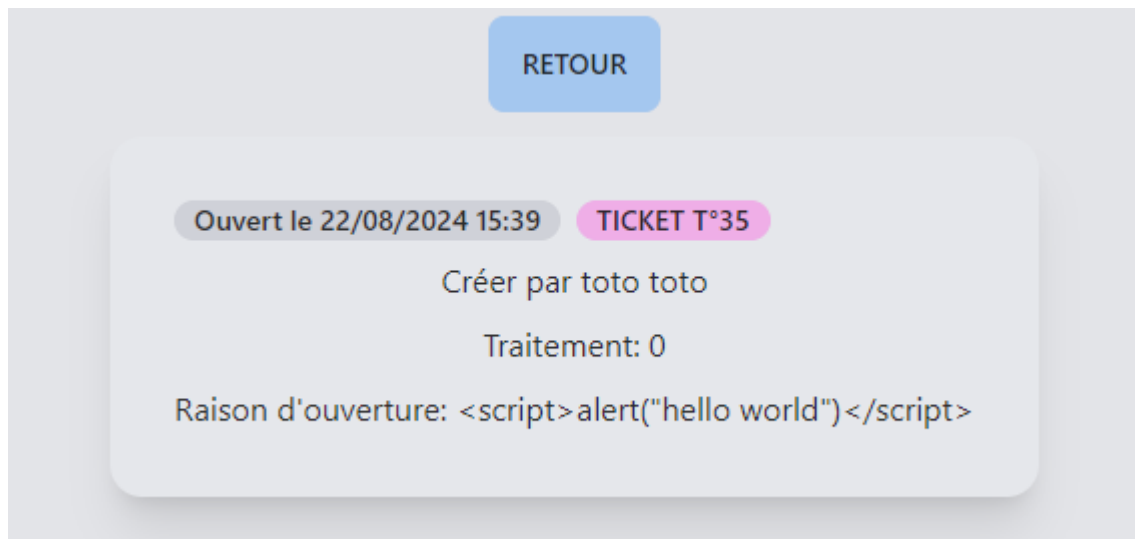 RETOUR
Ouvert le 22/08/2024 15:39 TICKET T°35
Créer par toto toto
Traitement: 0
Raison d'ouverture: <script>alert("hello world")</script>